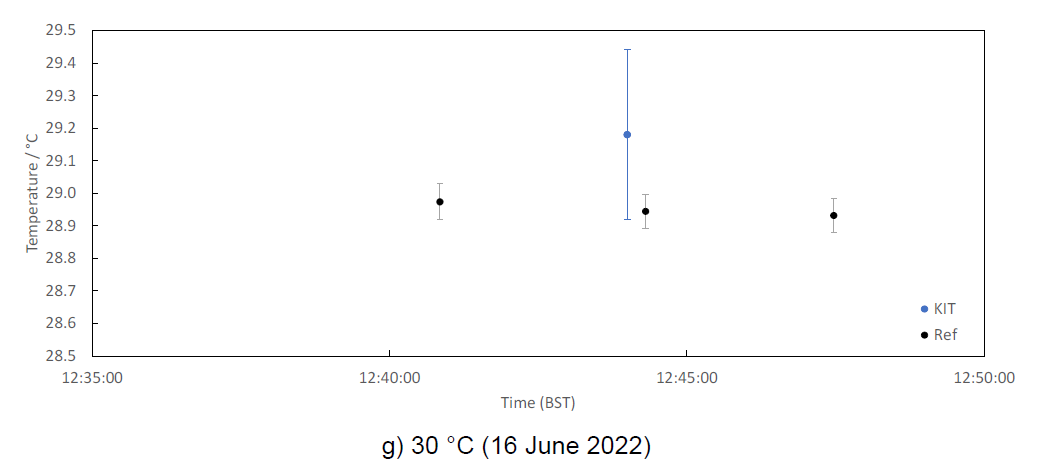 29.5
29.4
29.3
29.2
29.1
29.0
28.9
28.8
28.7
28.6
28.5
Temperature / °C
12:35:00 12:40:00 12:45:00 12:50:00
Time (BST)
KIT
Ref
g) 30 °C (16 June 2022)